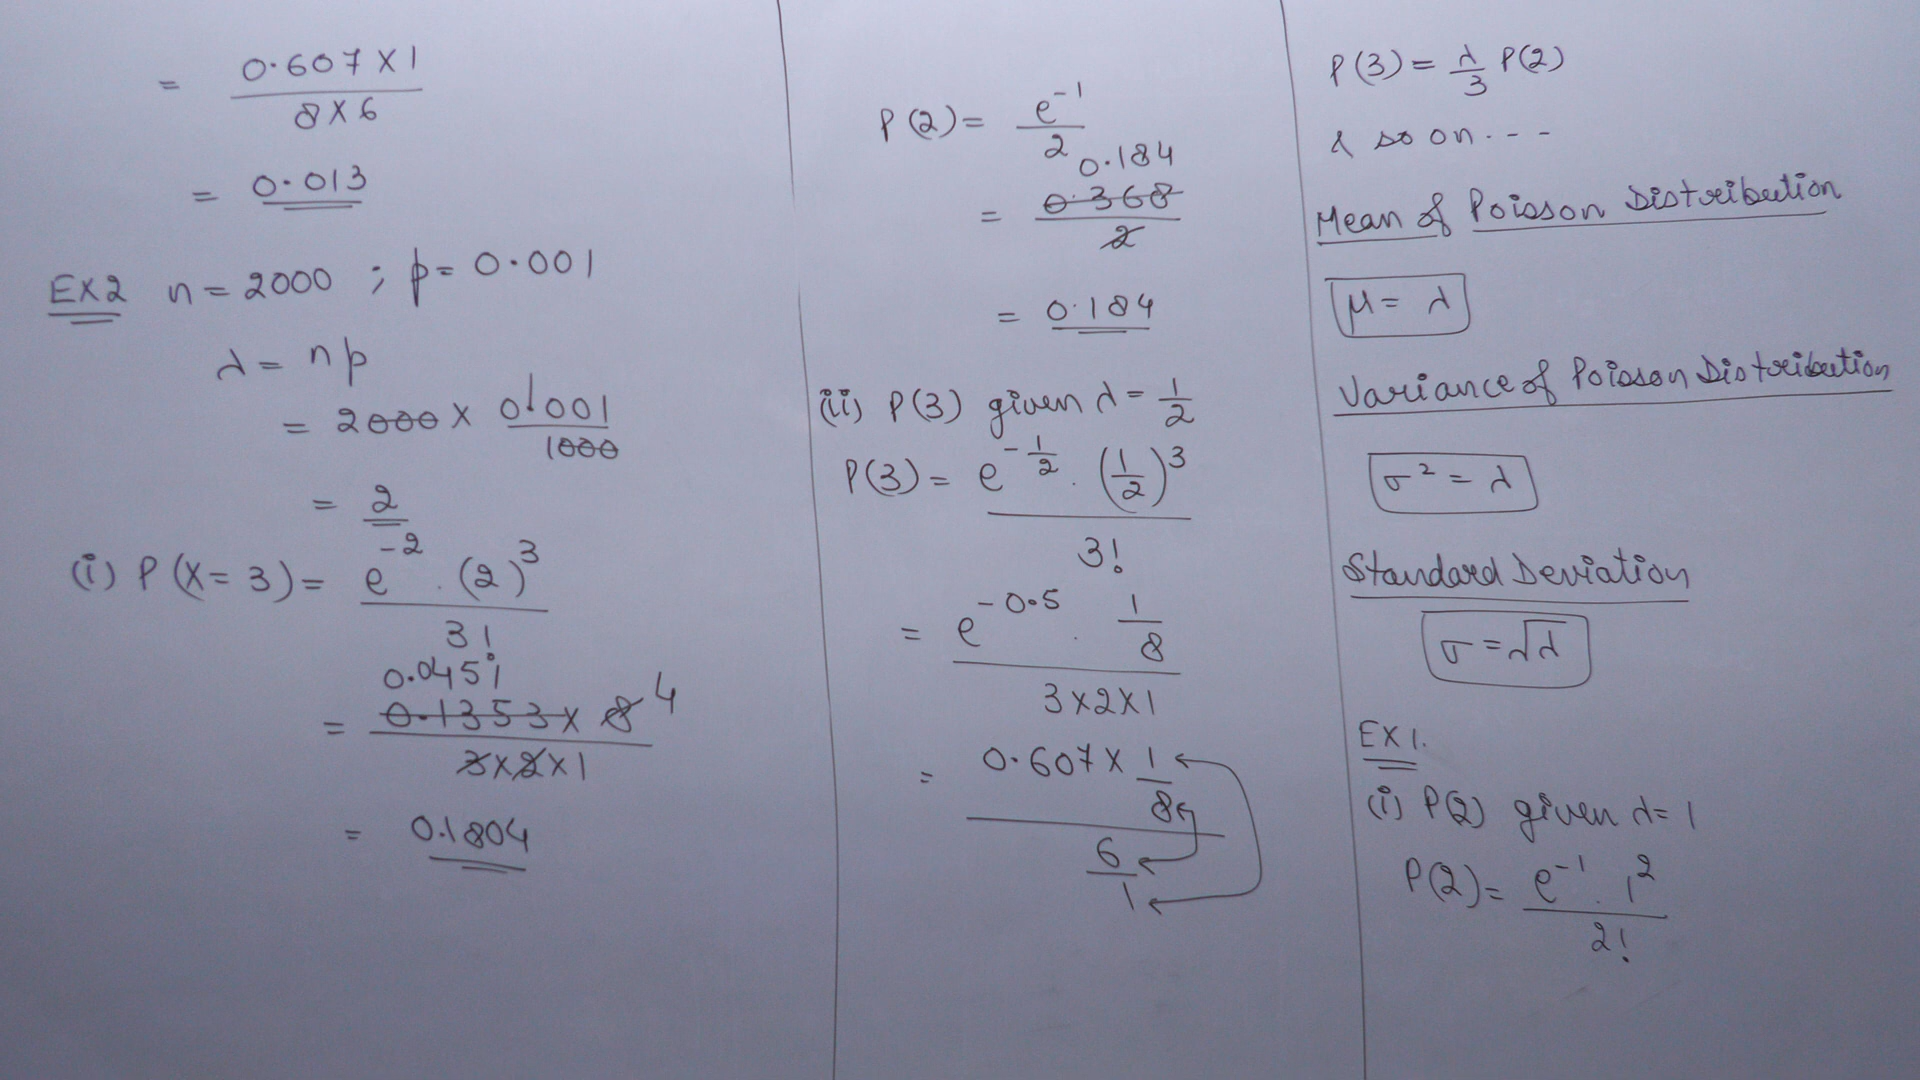 = 0.607 X 1 / 8 X 6
= 0.013
EX2 n = 2000 ; p = 0.001
λ = np
= 2000 X 0.001 / 1000
= 2
(i) P(X = 3) = e^-2 . (2)^3 / 3!
0.0451
= 0.1353 X 8 4 / 3 X 2 X 1
= 0.1804
P(2) = e^-1 / 2
0.184
= 0.368 / 2
= 0.184
(ii) P(3) given λ = 1/2
P(3) = e^-1/2 . (1/2)^3 / 3!
= e^-0.5 . 1/8 / 3 X 2 X 1
= 0.607 X 1/8 / 6/1
P(3) = λ/3 P(2)
& so on . - -
Mean of Poisson Distribution
μ = λ
Variance of Poisson Distribution
σ² = λ
Standard Deviation
σ = √λ
EX 1.
(i) P(2) given λ = 1
P(2) = e^-1 . 1^2 / 2!